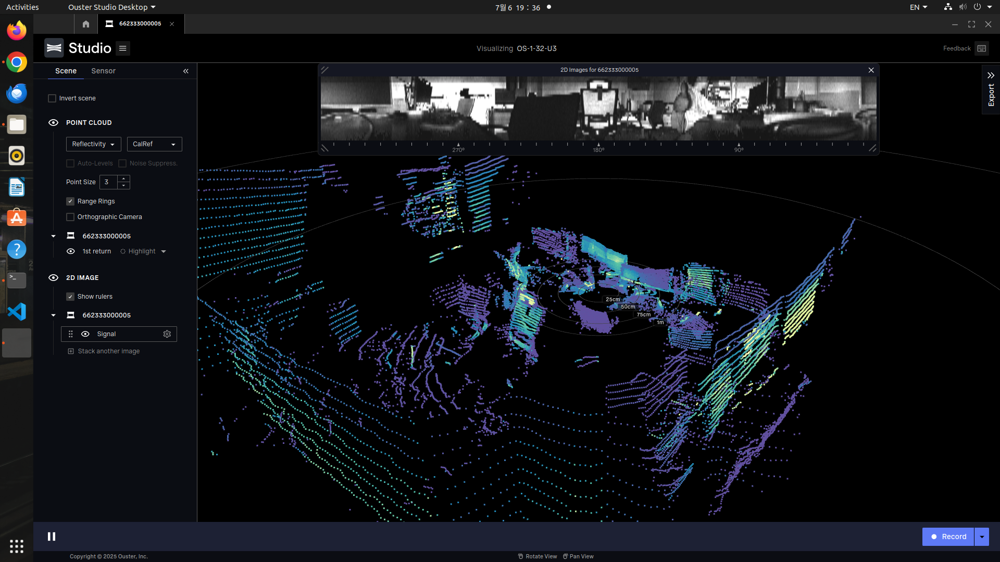 Activities
Ouster Studio Desktop
7월 6 19 : 36
EN
662333000005
Studio
Visualizing OS-1-32-U3
Feedback
Scene
Sensor
2D Images for 662333000005
270°
180°
90°
Export
Invert scene
POINT CLOUD
Reflectivity
CalRef
Auto-Levels
Noise Suppress.
Point Size 3
Range Rings
Orthographic Camera
662333000005
1st return
Highlight
2D IMAGE
Show rulers
662333000005
Signal
Stack another image
25cm
50cm
75cm
1m
Record
Copyright © 2025 Ouster, Inc.
Rotate View
Pan View